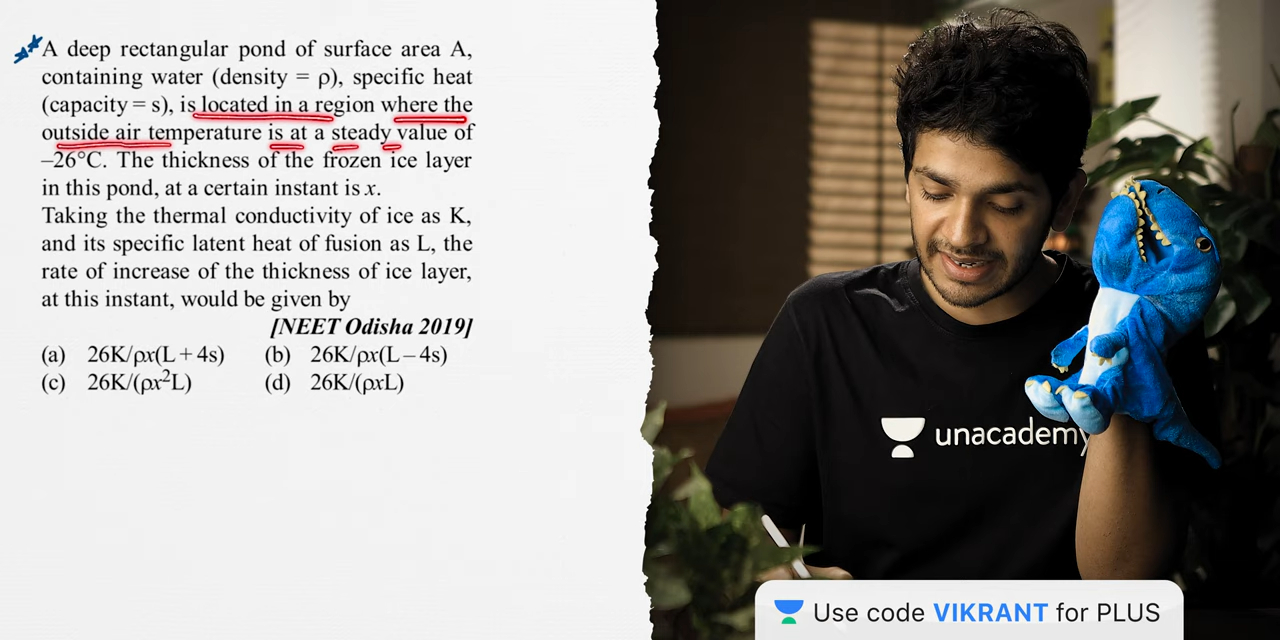 A deep rectangular pond of surface area A,
containing water (density = ρ), specific heat
(capacity = s), is located in a region where the
outside air temperature is at a steady value of
–26°C. The thickness of the frozen ice layer
in this pond, at a certain instant is x.
Taking the thermal conductivity of ice as K,
and its specific latent heat of fusion as L, the
rate of increase of the thickness of ice layer,
at this instant, would be given by
[NEET Odisha 2019]
(a) 26K/ρx(L + 4s) (b) 26K/ρx(L – 4s)
(c) 26K/(ρx²L) (d) 26K/(ρxL)
unacademy
Use code VIKRANT for PLUS